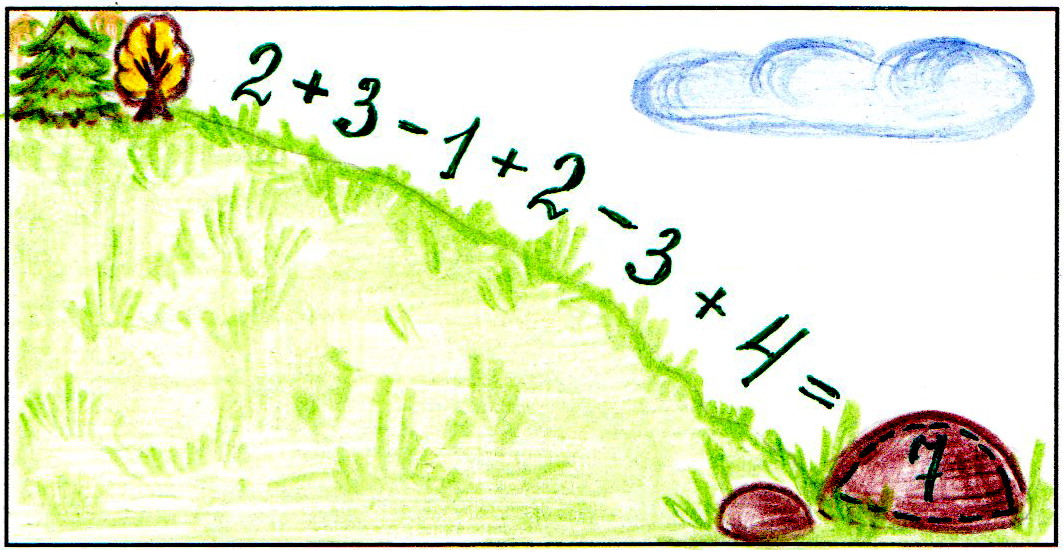 2 + 3 - 1 + 2 - 3 + 4 =
7